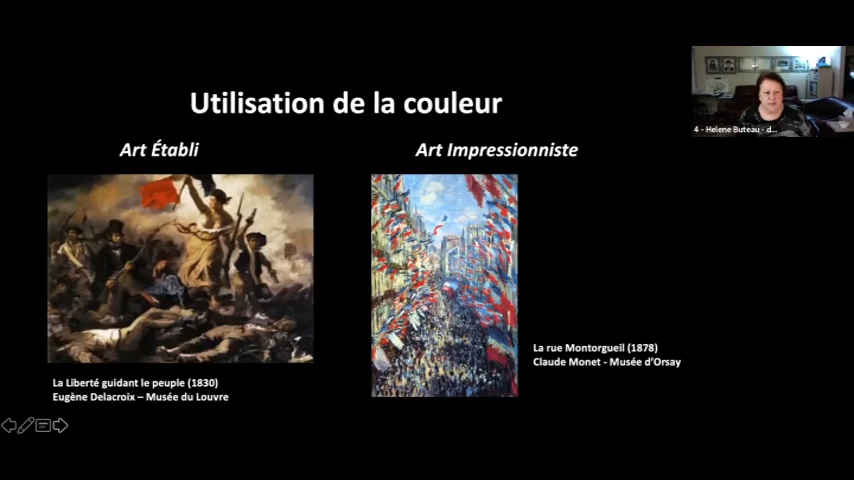 Utilisation de la couleur
Art Établi
Art Impressionniste
4 - Helene Buteau - d...
La rue Montorgueil (1878)
Claude Monet - Musée d'Orsay
La Liberté guidant le peuple (1830)
Eugène Delacroix – Musée du Louvre